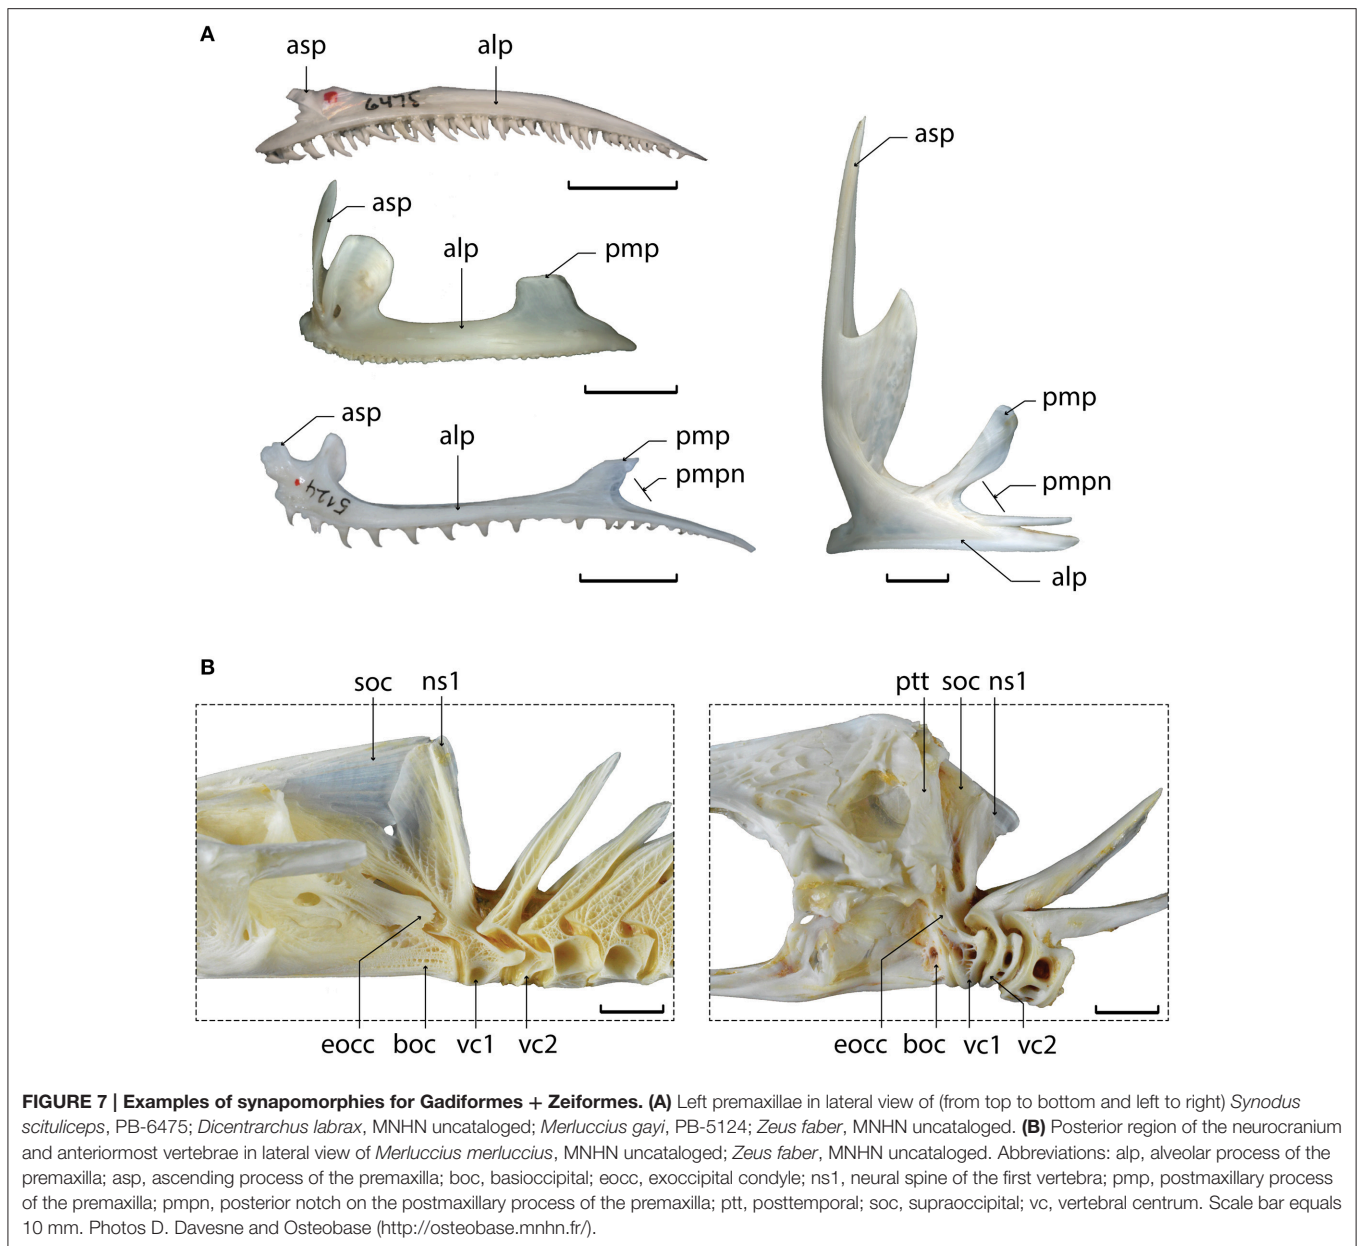 A
asp
alp
6475
asp
alp
pmp
asp
alp
pmp
pmpn
5124
asp
pmp
pmpn
alp
B
soc ns1
eocc boc vc1 vc2
ptt soc ns1
eocc boc vc1 vc2
FIGURE 7 | Examples of synapomorphies for Gadiformes + Zeiformes. (A) Left premaxillae in lateral view of (from top to bottom and left to right) Synodus
scituliceps, PB-6475; Dicentrarchus labrax, MNHN uncataloged; Merluccius gayi, PB-5124; Zeus faber, MNHN uncataloged. (B) Posterior region of the neurocranium
and anteriormost vertebrae in lateral view of Merluccius merluccius, MNHN uncataloged; Zeus faber, MNHN uncataloged. Abbreviations: alp, alveolar process of the
premaxilla; asp, ascending process of the premaxilla; boc, basioccipital; eocc, exoccipital condyle; ns1, neural spine of the first vertebra; pmp, postmaxillary process
of the premaxilla; pmpn, posterior notch on the postmaxillary process of the premaxilla; ptt, posttemporal; soc, supraoccipital; vc, vertebral centrum. Scale bar equals
10 mm. Photos D. Davesne and Osteobase (http://osteobase.mnhn.fr/).